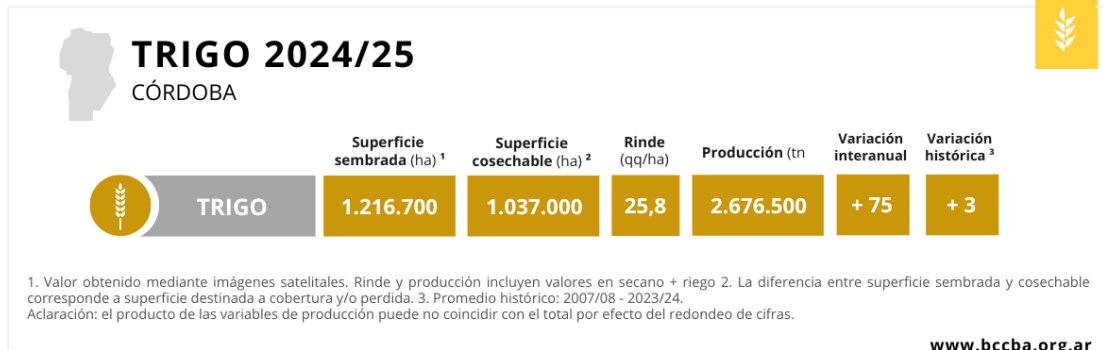 TRIGO 2024/25
CÓRDOBA
Superficie
sembrada (ha) ¹
Superficie
cosechable (ha) ²
Rinde
(qq/ha)
Producción (tn
Variación
interanual
Variación
histórica ³
TRIGO
1.216.700
1.037.000
25,8
2.676.500
+ 75
+ 3
1. Valor obtenido mediante imágenes satelitales. Rinde y producción incluyen valores en secano + riego 2. La diferencia entre superficie sembrada y cosechable
corresponde a superficie destinada a cobertura y/o perdida. 3. Promedio histórico: 2007/08 - 2023/24.
Aclaración: el producto de las variables de producción puede no coincidir con el total por efecto del redondeo de cifras.
www.bccba.org.ar